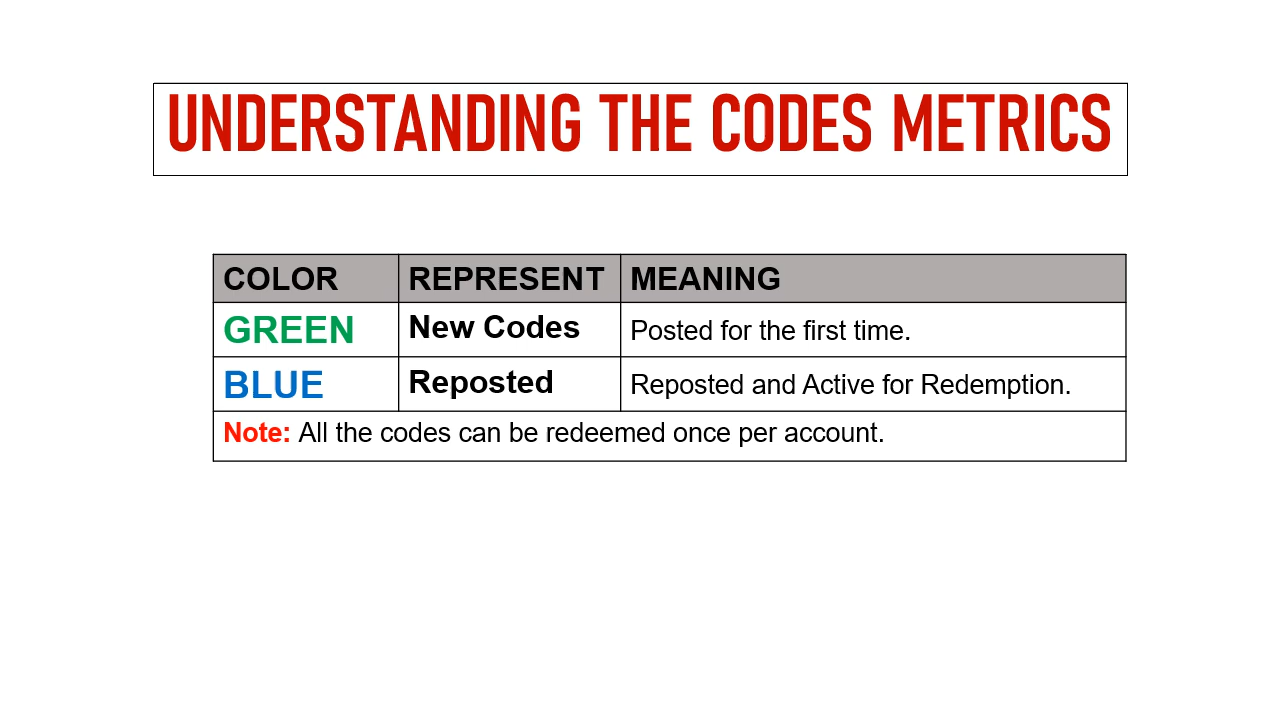 UNDERSTANDING THE CODES METRICS
COLOR REPRESENT MEANING
GREEN New Codes Posted for the first time.
BLUE Reposted Reposted and Active for Redemption.
Note: All the codes can be redeemed once per account.